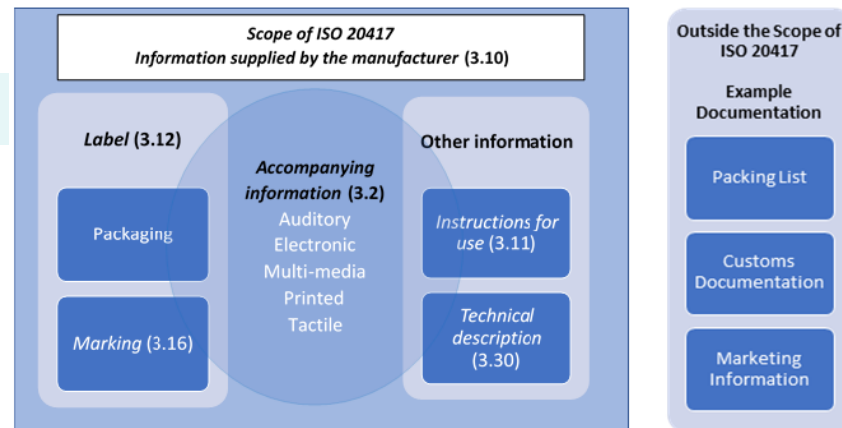 Scope of ISO 20417
Information supplied by the manufacturer (3.10)
Label (3.12)
Packaging
Marking (3.16)
Accompanying
information (3.2)
Auditory
Electronic
Multi-media
Printed
Tactile
Other information
Instructions for
use (3.11)
Technical
description
(3.30)
Outside the Scope of
ISO 20417
Example
Documentation
Packing List
Customs
Documentation
Marketing
Information